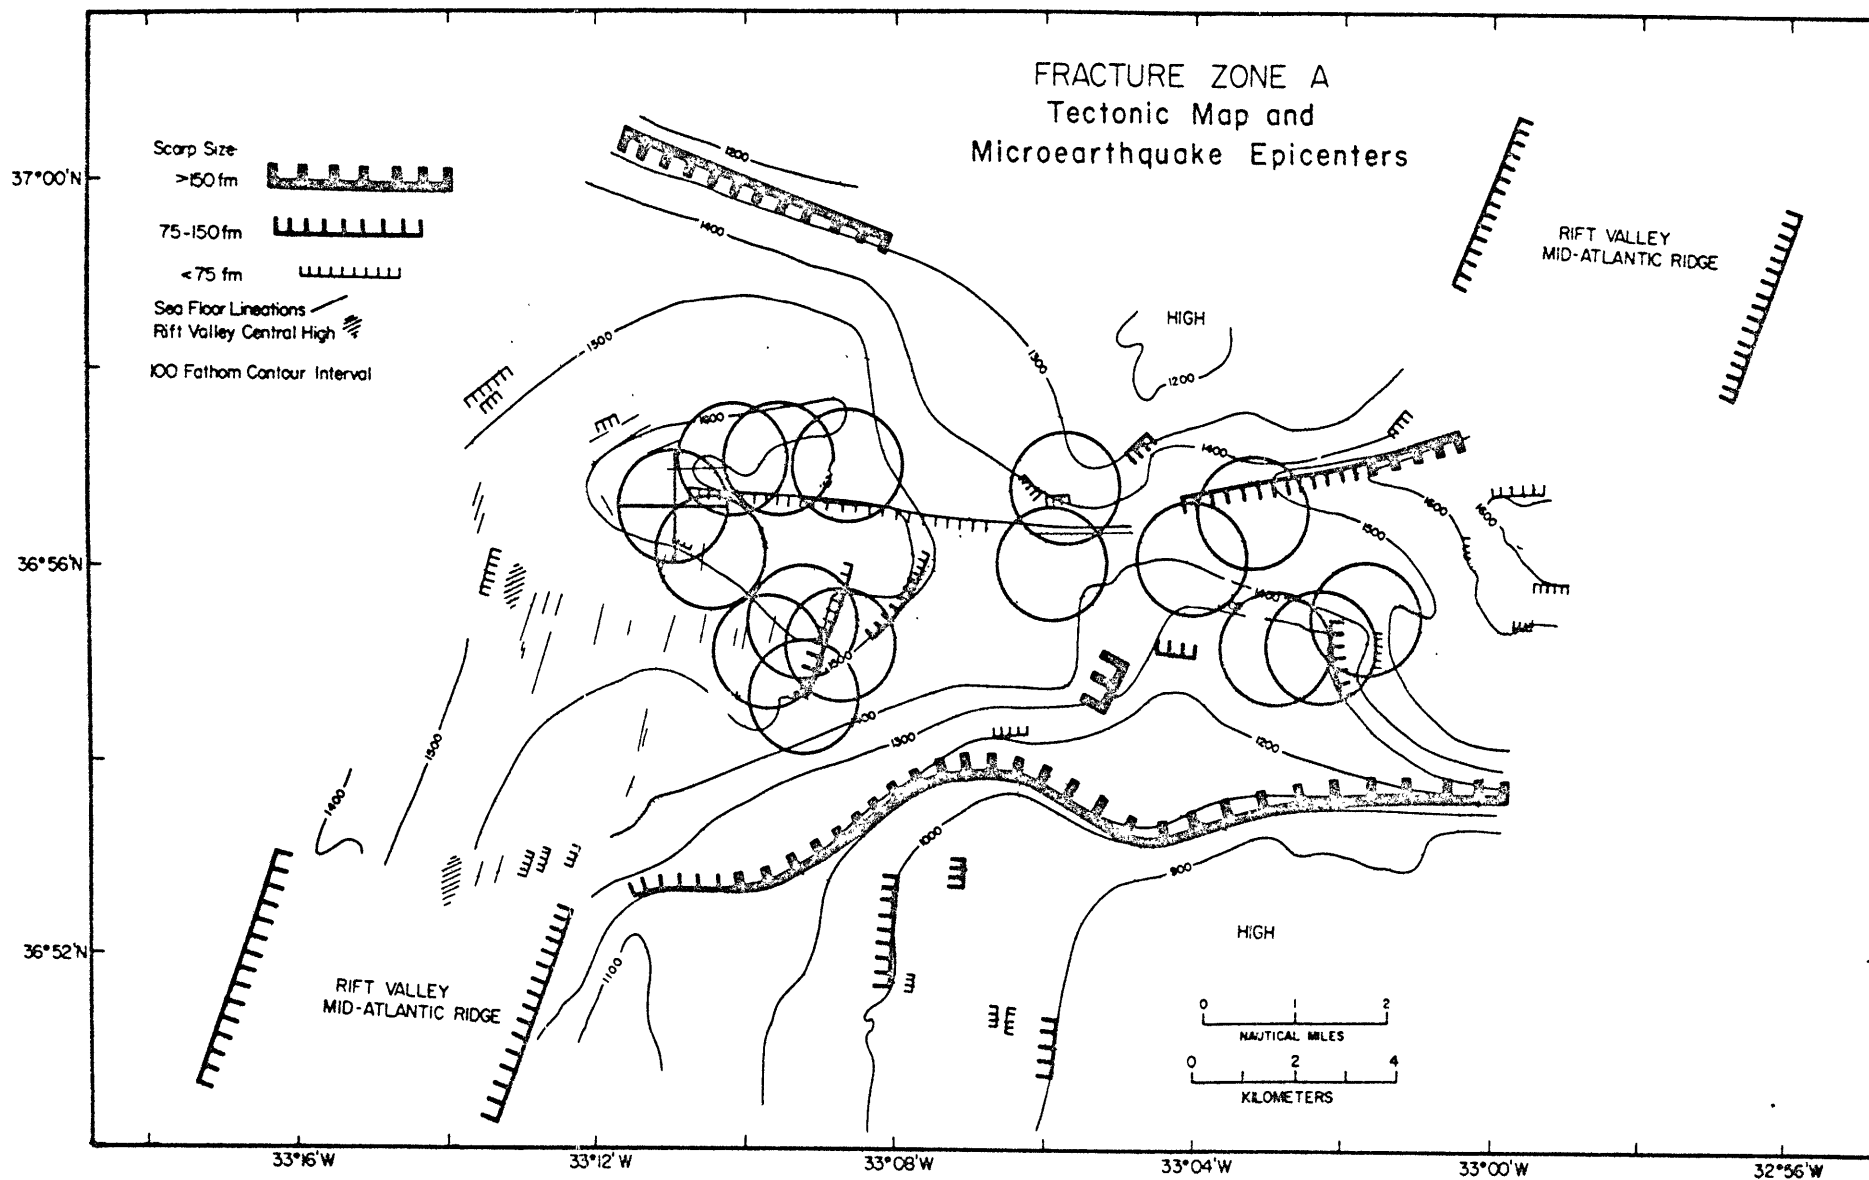 FRACTURE ZONE A
Tectonic Map and
Microearthquake Epicenters
Scarp Size
>150 fm
75-150 fm
<75 fm
Sea Floor Lineations
Rift Valley Central High
100 Fathom Contour Interval
37°00'N
36°56'N
36°52'N
1200
1400
1500
1300
HIGH
1200
RIFT VALLEY
MID-ATLANTIC RIDGE
1600
1400
1600
1600
1500
1400
1500
1300
1200
1500
1400
1000
900
HIGH
1100
RIFT VALLEY
MID-ATLANTIC RIDGE
0 1 2
NAUTICAL MILES
0 2 4
KILOMETERS
33°16'W 33°12'W 33°08'W 33°04'W 33°00'W 32°56'W